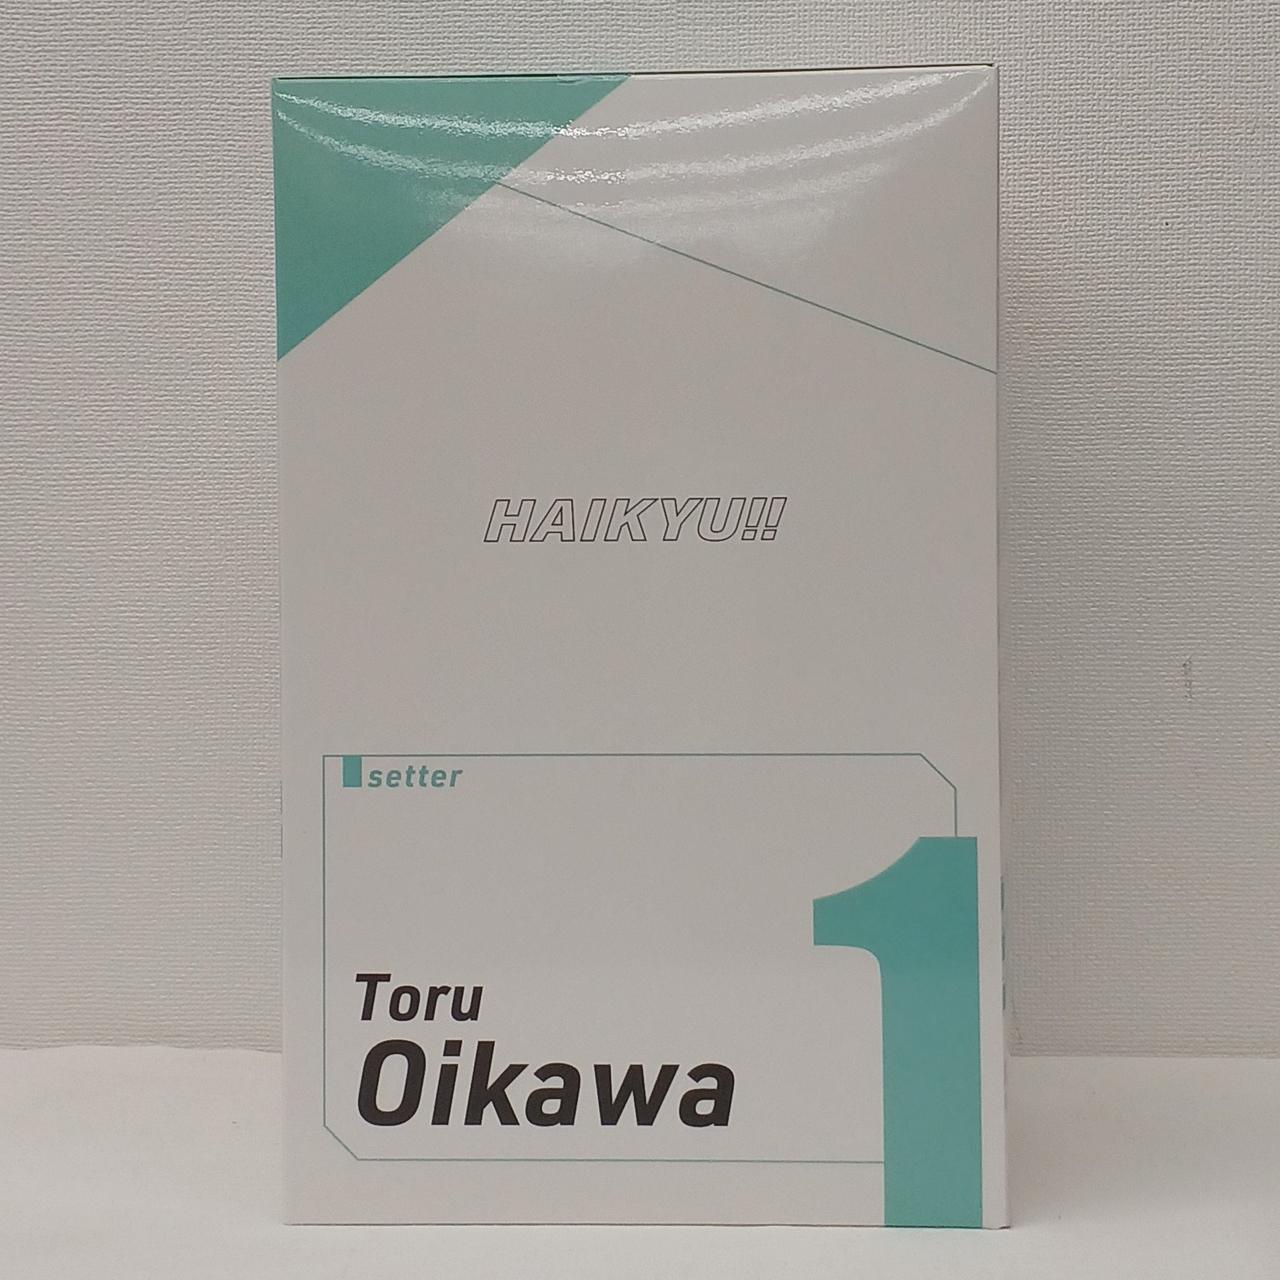 HAIKYU!!
setter
Toru
Oikawa
1